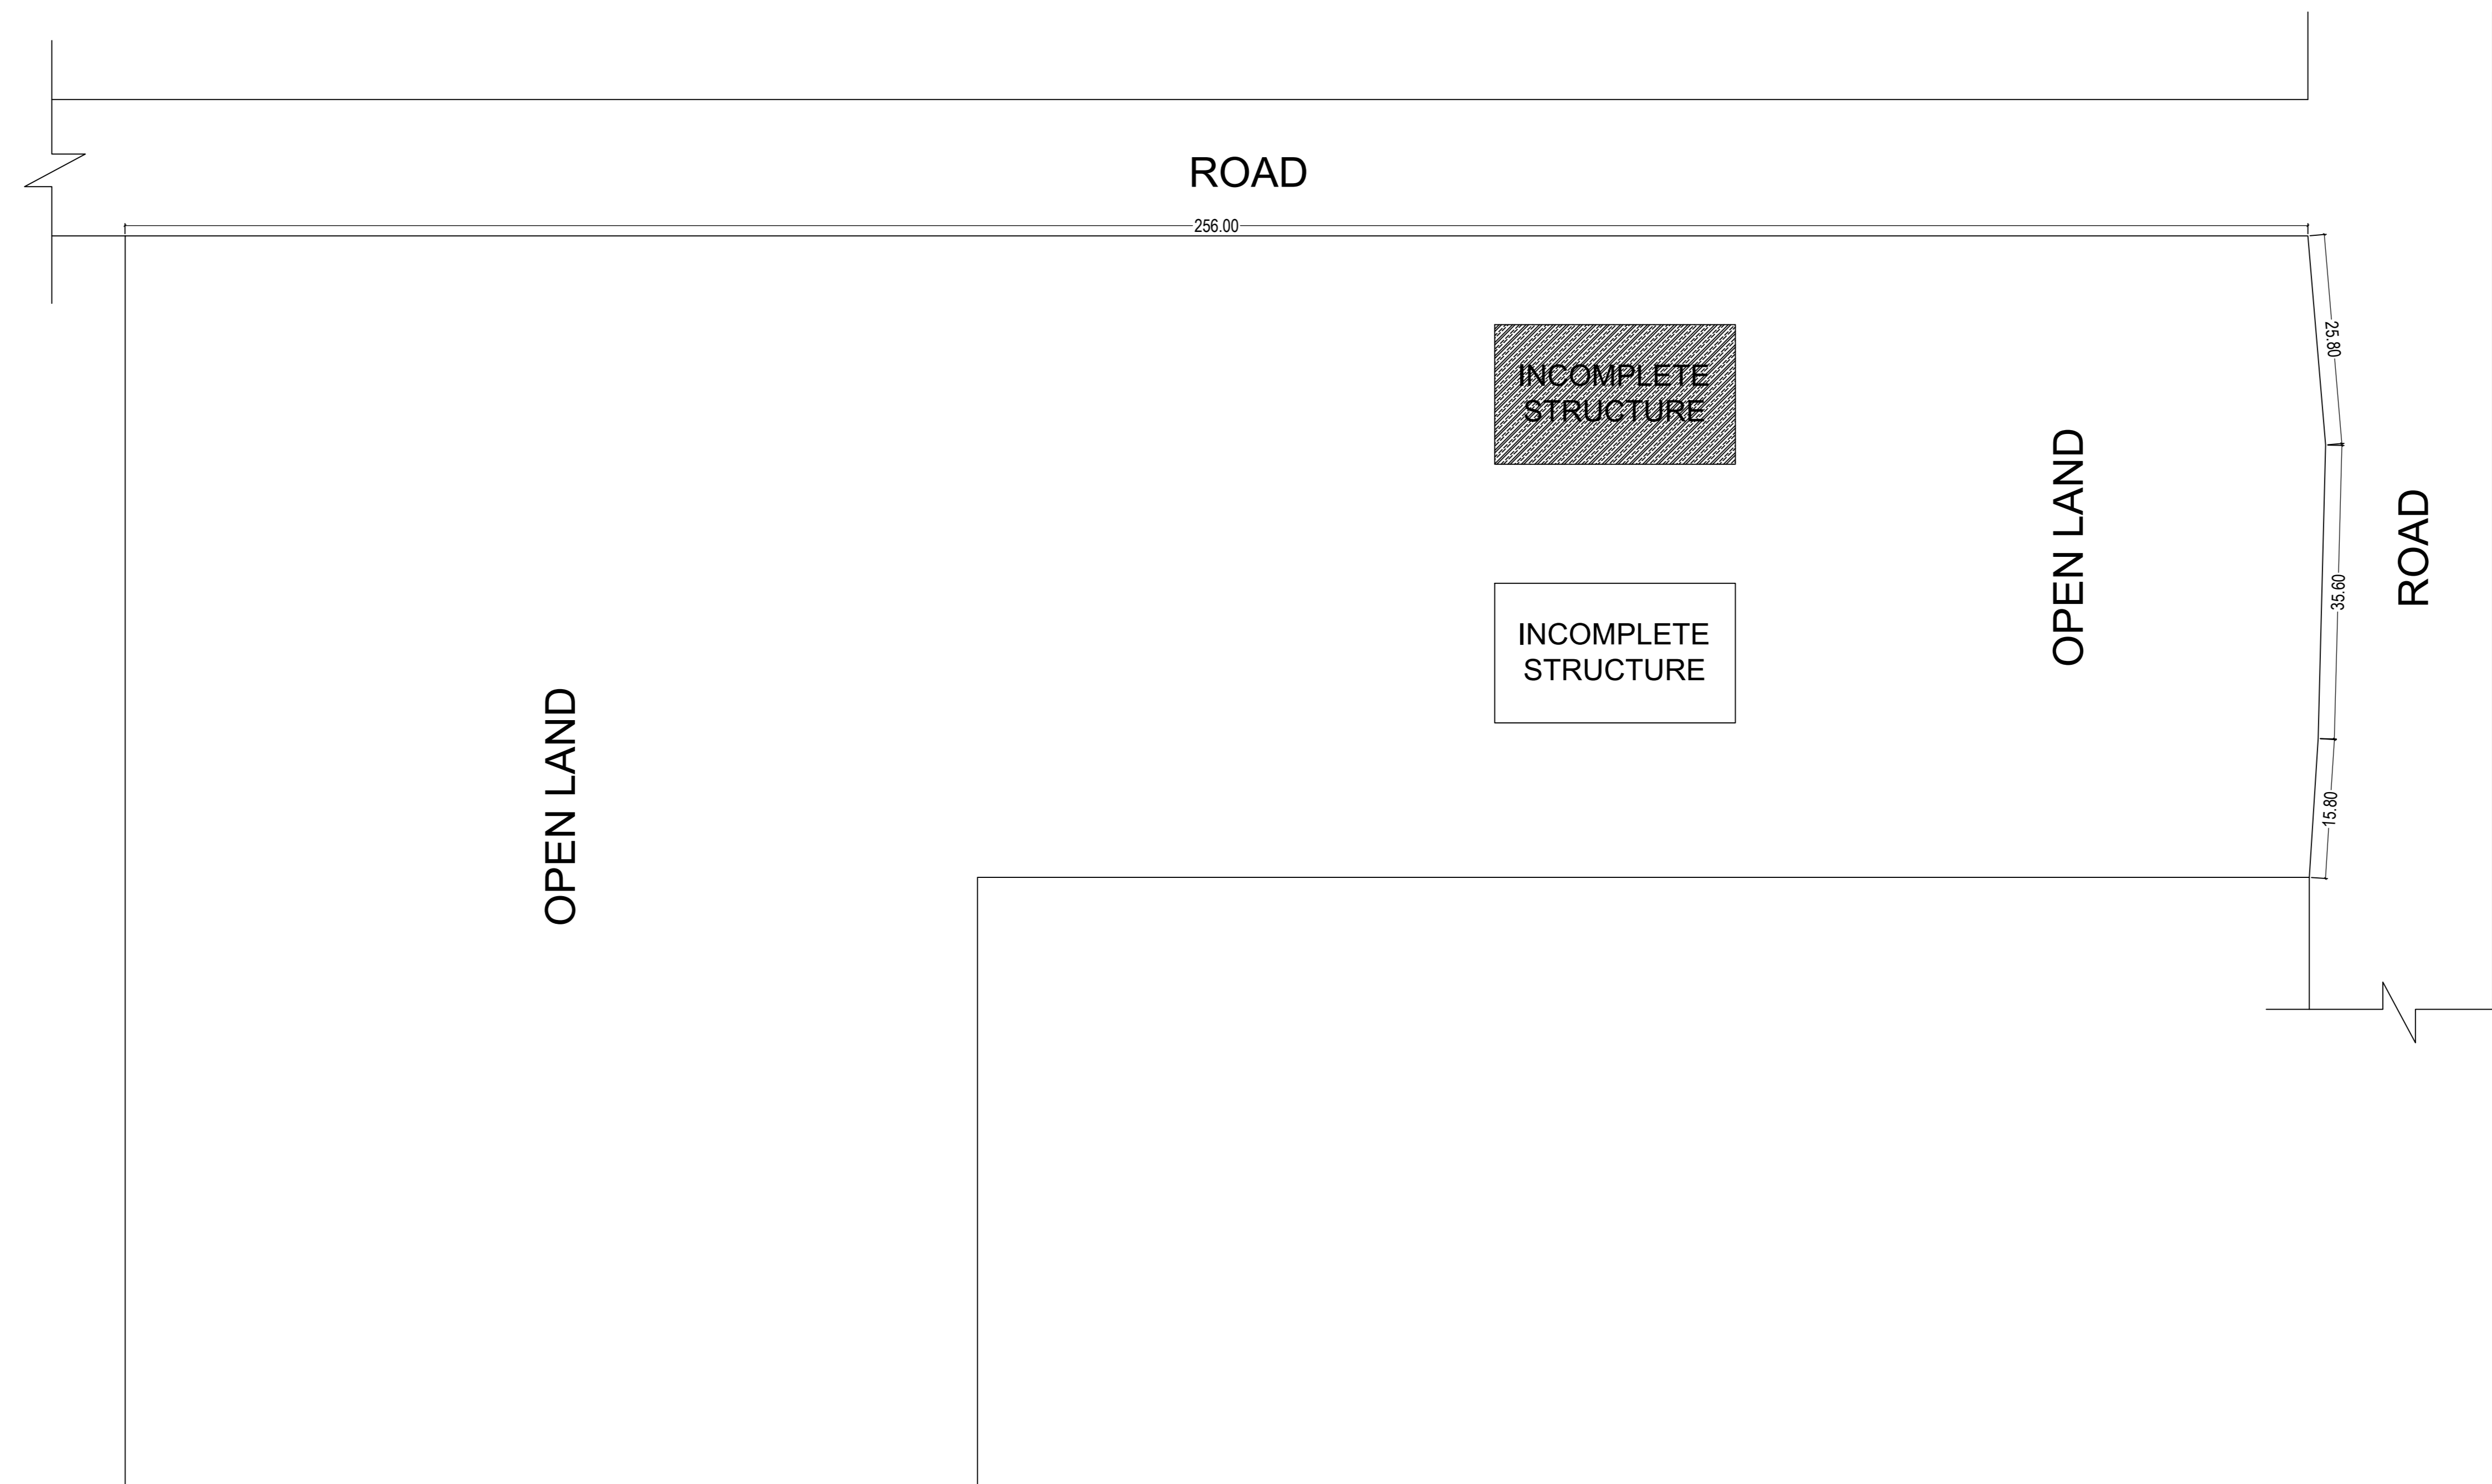 ROAD
256.00
25.80
INCOMPLETE
STRUCTURE
OPEN LAND
ROAD
35.60
INCOMPLETE
STRUCTURE
OPEN LAND
15.80